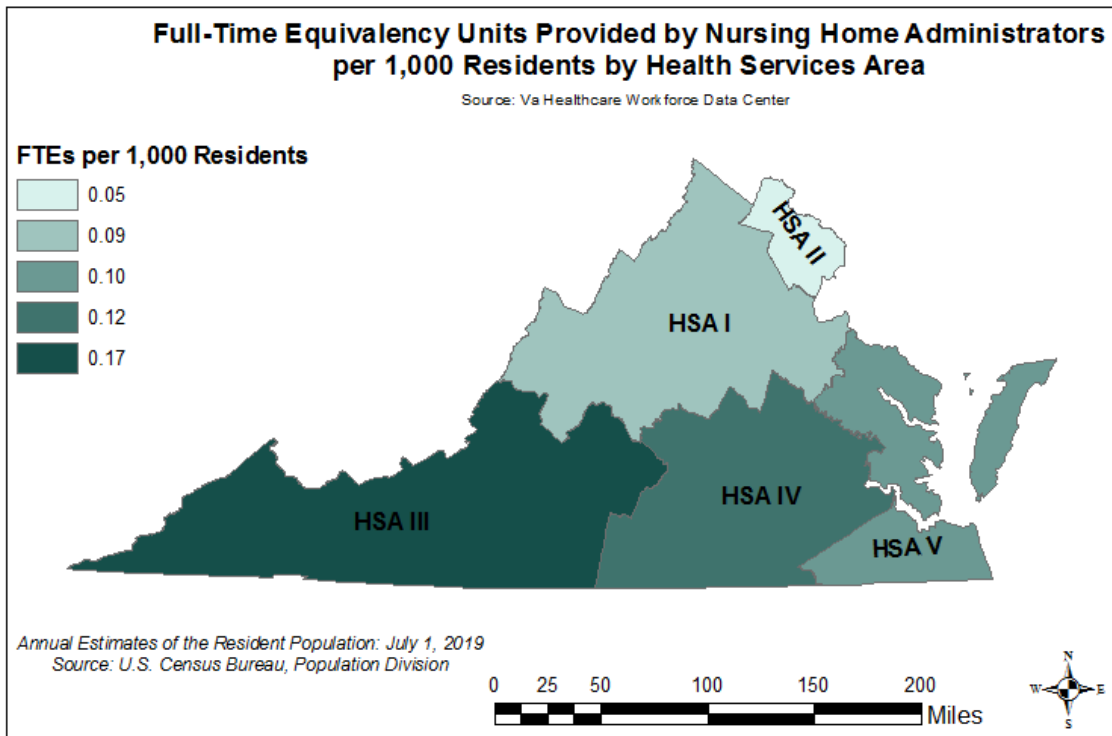 Full-Time Equivalency Units Provided by Nursing Home Administrators
per 1,000 Residents by Health Services Area
Source: Va Healthcare Workforce Data Center
FTEs per 1,000 Residents
0.05
0.09
0.10
0.12
0.17
HSA II
HSA I
HSA III
HSA IV
HSA V
Annual Estimates of the Resident Population: July 1, 2019
Source: U.S. Census Bureau, Population Division
0 25 50 100 150 200
Miles
N
W E
S